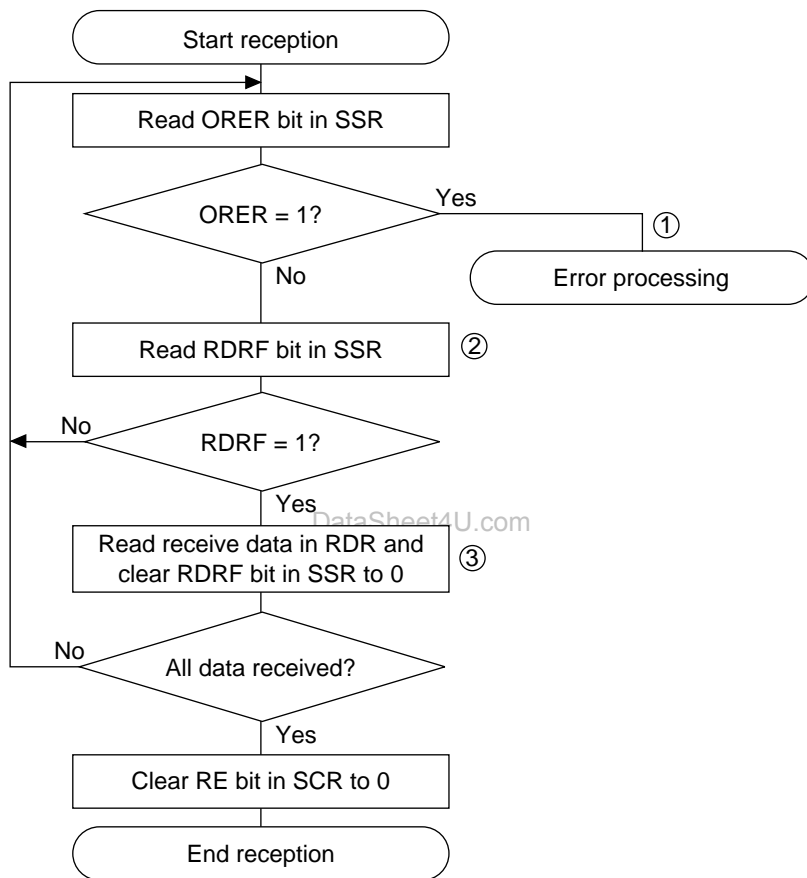 Start reception
Read ORER bit in SSR
ORER = 1?
Yes
①
Error processing
No
Read RDRF bit in SSR
②
No
RDRF = 1?
Yes
DataSheet4U.com
Read receive data in RDR and
clear RDRF bit in SSR to 0
③
No
All data received?
Yes
Clear RE bit in SCR to 0
End reception